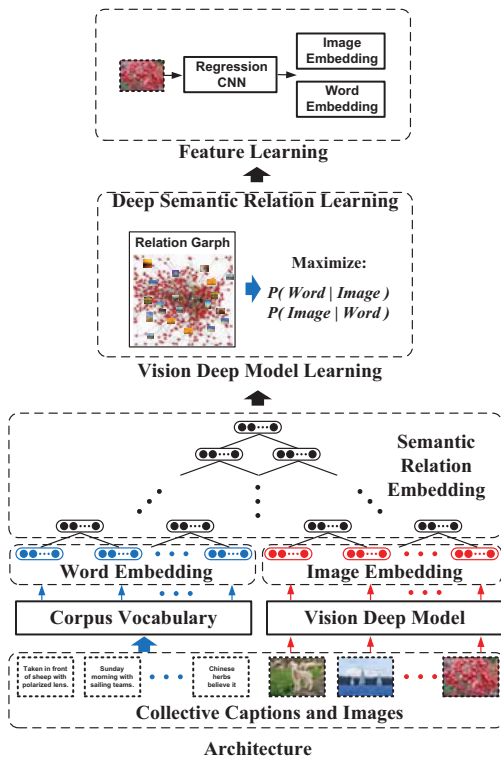 Regression
CNN
Image
Embedding
Word
Embedding
Feature Learning
Deep Semantic Relation Learning
Relation Garph
Maximize:
P( Word | Image )
P( Image | Word )
Vision Deep Model Learning
Semantic
Relation
Embedding
Word Embedding
Image Embedding
Corpus Vocabulary
Vision Deep Model
Taken in front
of sheep with
polarized lens.
Sunday
morning with
sailing teams.
Chinese
herbs
believe it
Collective Captions and Images
Architecture